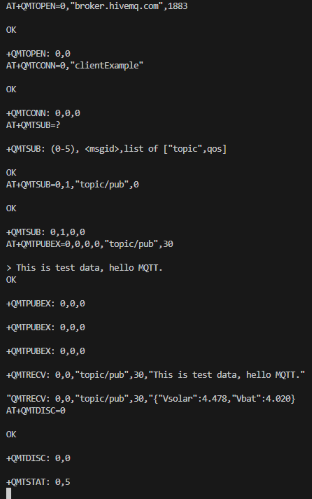 AT+QMTOPEN=0,"broker.hivemq.com",1883
OK
+QMTOPEN: 0,0
AT+QMTCONN=0,"clientExample"
OK
+QMTCONN: 0,0,0
AT+QMTSUB=?
+QMTSUB: (0-5), <msgid>,list of ["topic",qos]
OK
AT+QMTSUB=0,1,"topic/pub",0
OK
+QMTSUB: 0,1,0,0
AT+QMTPUBEX=0,0,0,0,"topic/pub",30
> This is test data, hello MQTT.
OK
+QMTPUBEX: 0,0,0
+QMTPUBEX: 0,0,0
+QMTPUBEX: 0,0,0
+QMTRECV: 0,0,"topic/pub",30,"This is test data, hello MQTT."
"QMTRECV: 0,0,"topic/pub",30,"{"Vsolar":4.478,"Vbat":4.020}
AT+QMTDISC=0
OK
+QMTDISC: 0,0
+QMTSTAT: 0,5